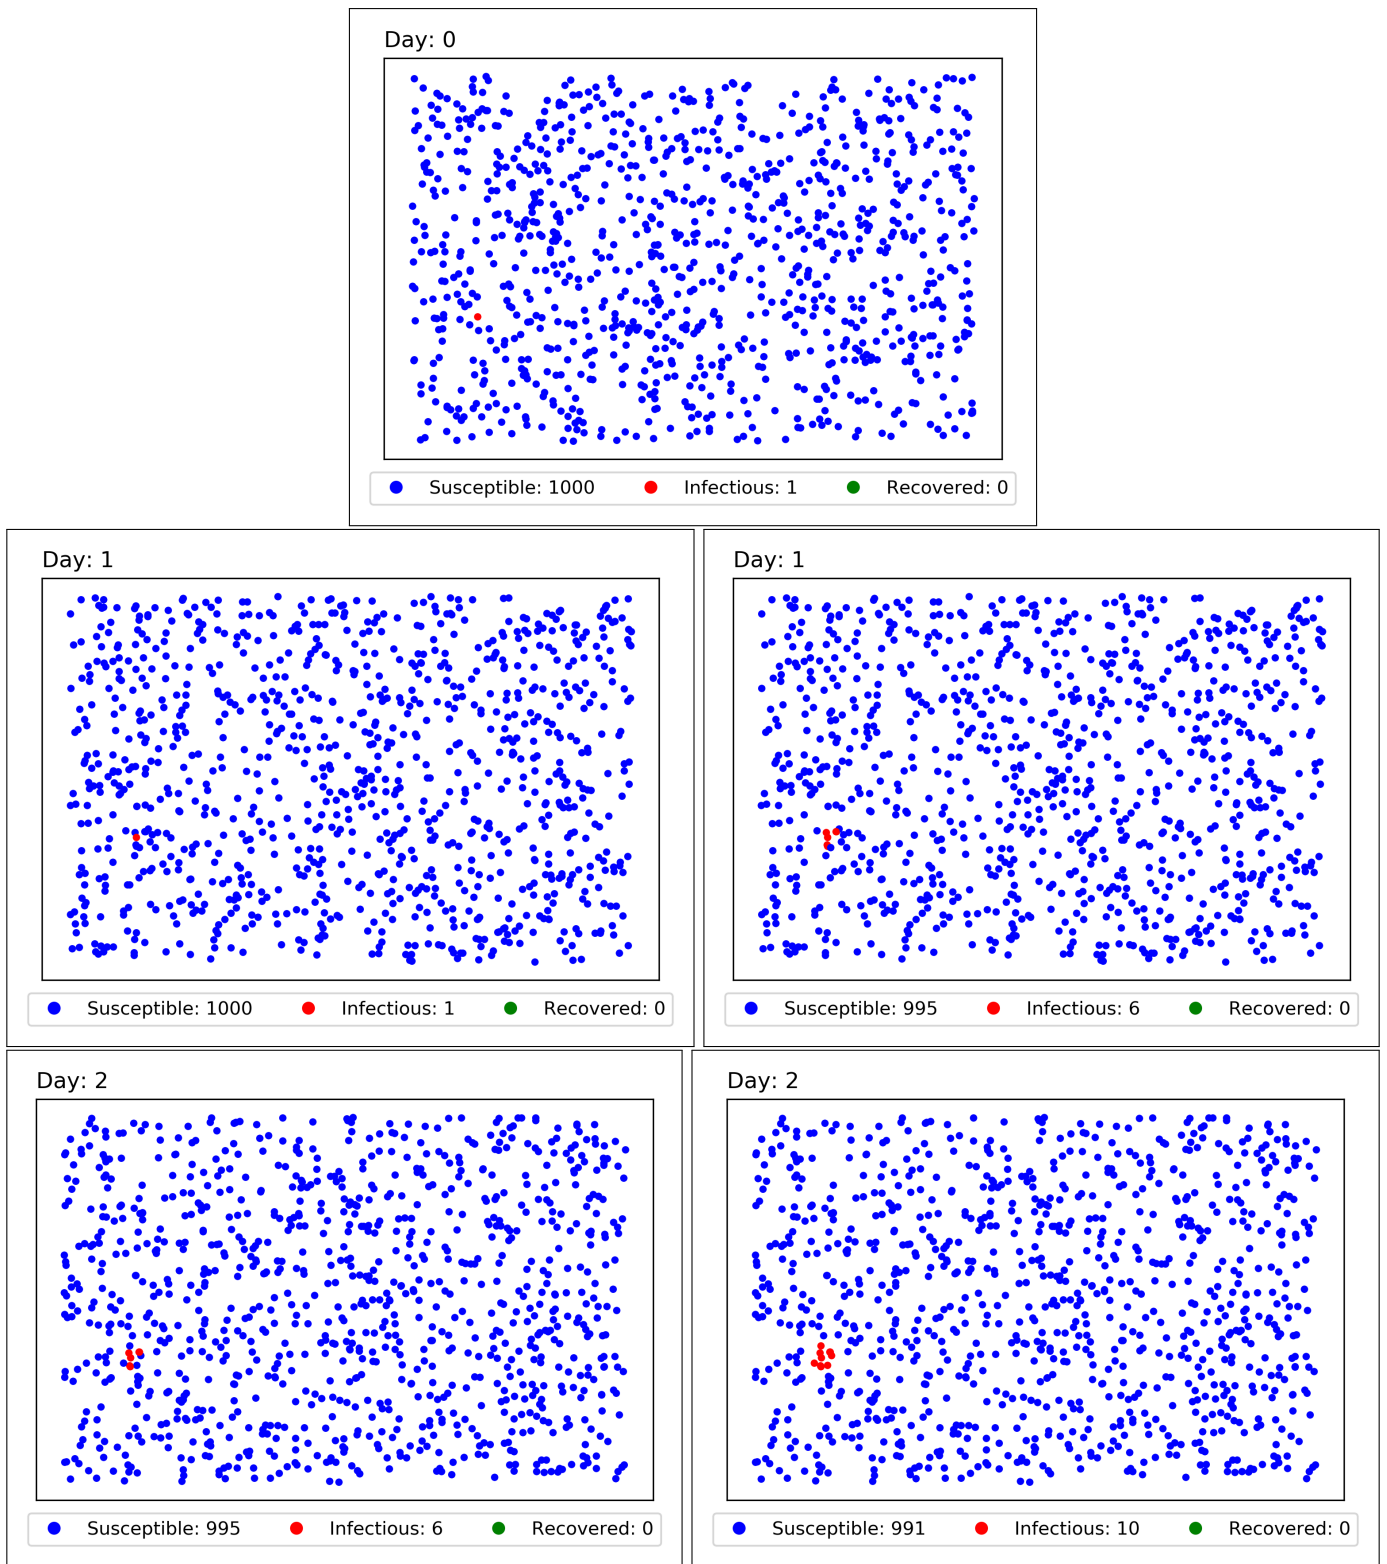 Day: 0
Susceptible: 1000 Infectious: 1 Recovered: 0
Day: 1
Susceptible: 1000 Infectious: 1 Recovered: 0
Day: 1
Susceptible: 995 Infectious: 6 Recovered: 0
Day: 2
Susceptible: 995 Infectious: 6 Recovered: 0
Day: 2
Susceptible: 991 Infectious: 10 Recovered: 0